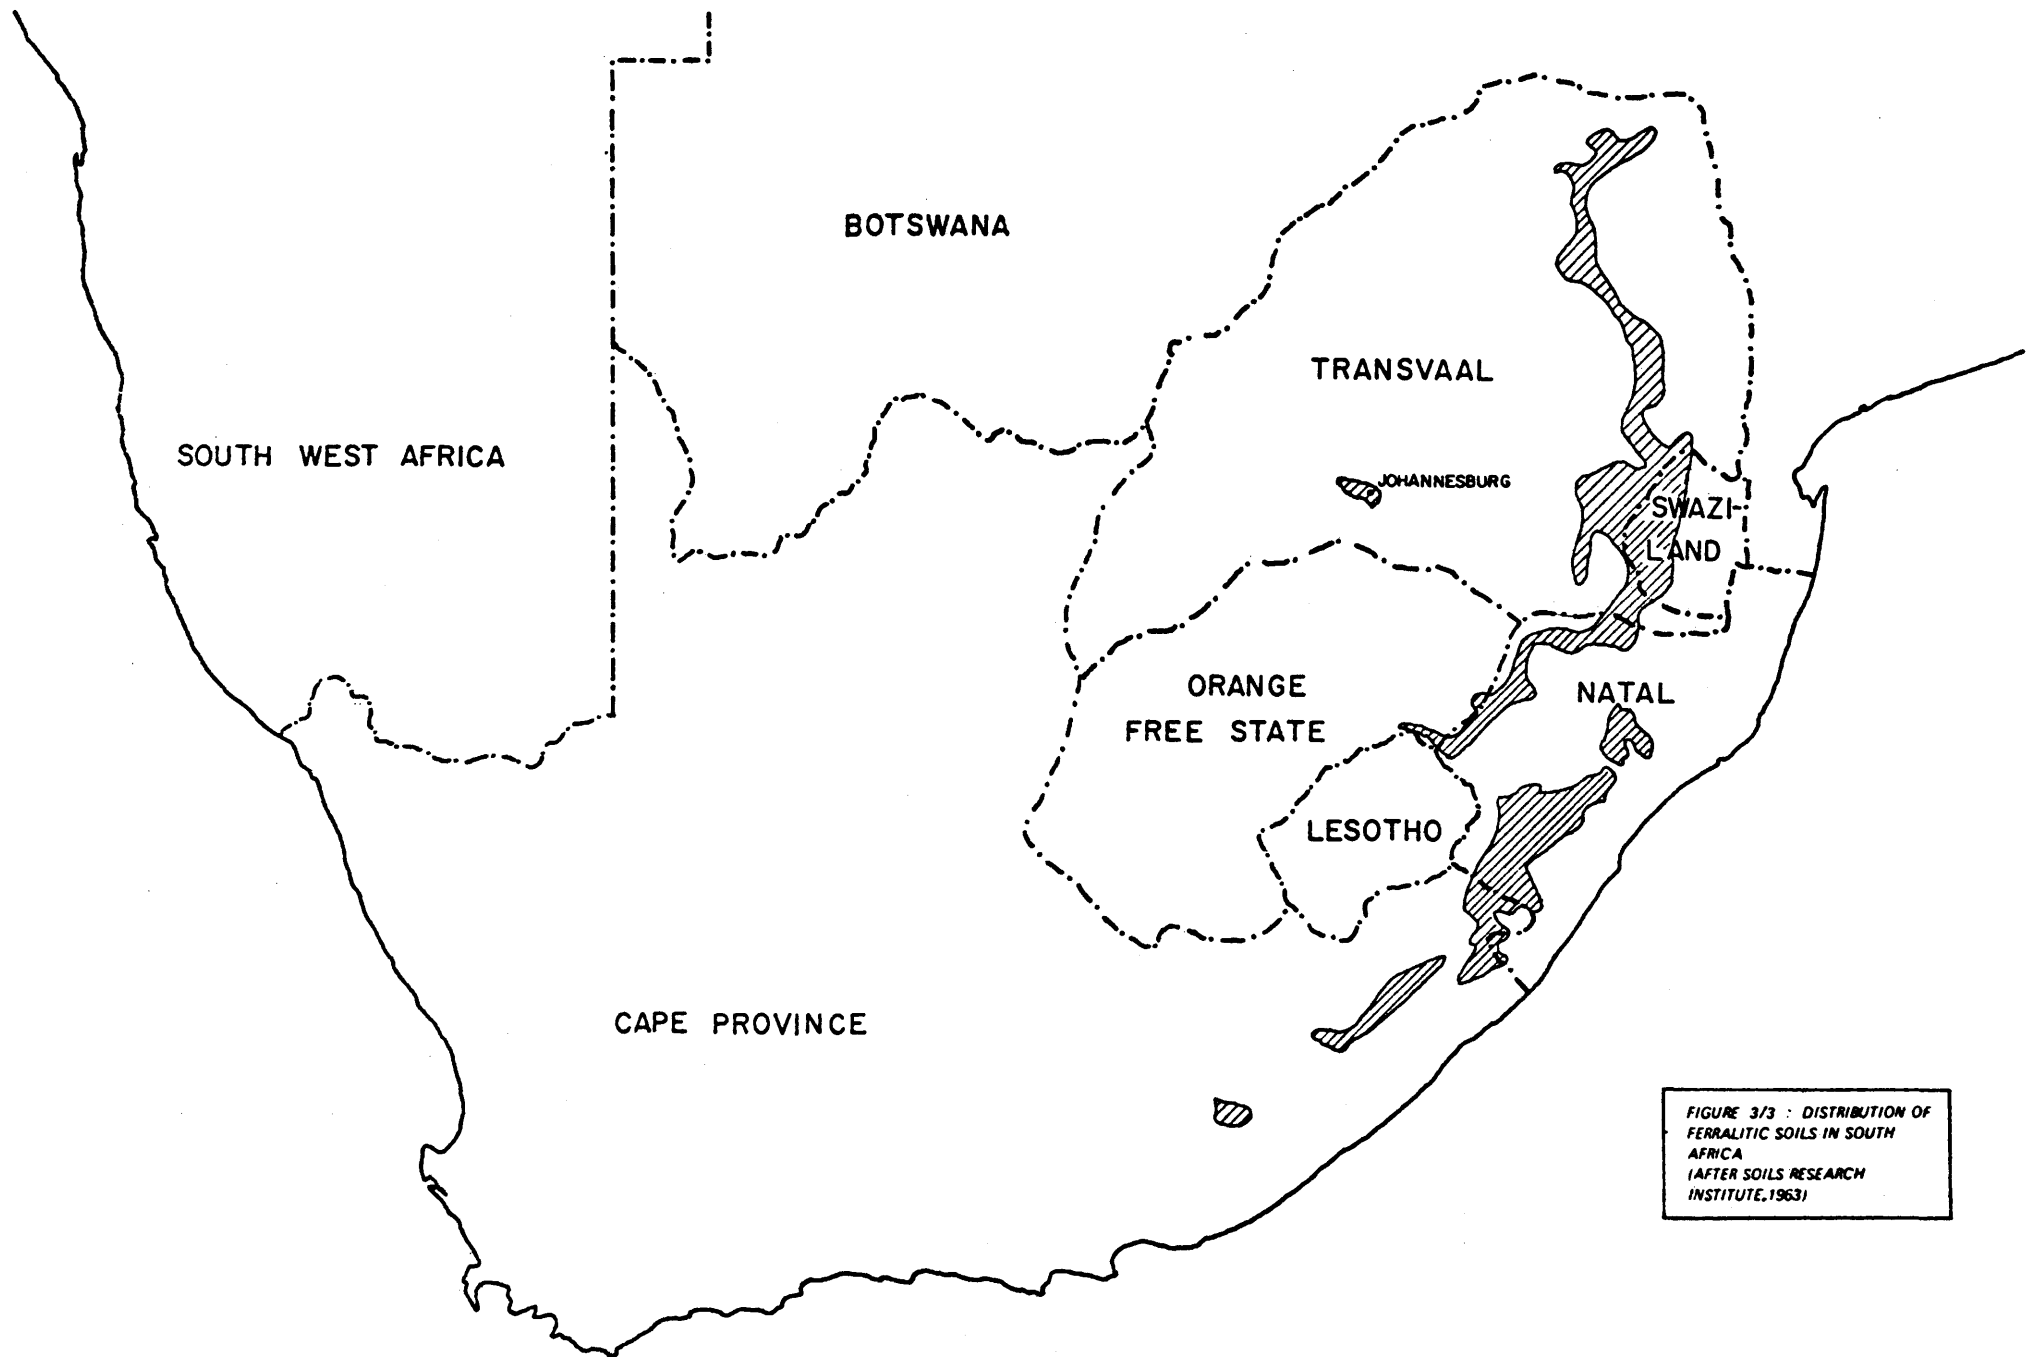 BOTSWANA
TRANSVAAL
SOUTH WEST AFRICA
JOHANNESBURG
SWAZI-
LAND
ORANGE
FREE STATE
NATAL
LESOTHO
CAPE PROVINCE
FIGURE 3/3 : DISTRIBUTION OF
FERRALITIC SOILS IN SOUTH
AFRICA
(AFTER SOILS RESEARCH
INSTITUTE, 1963)